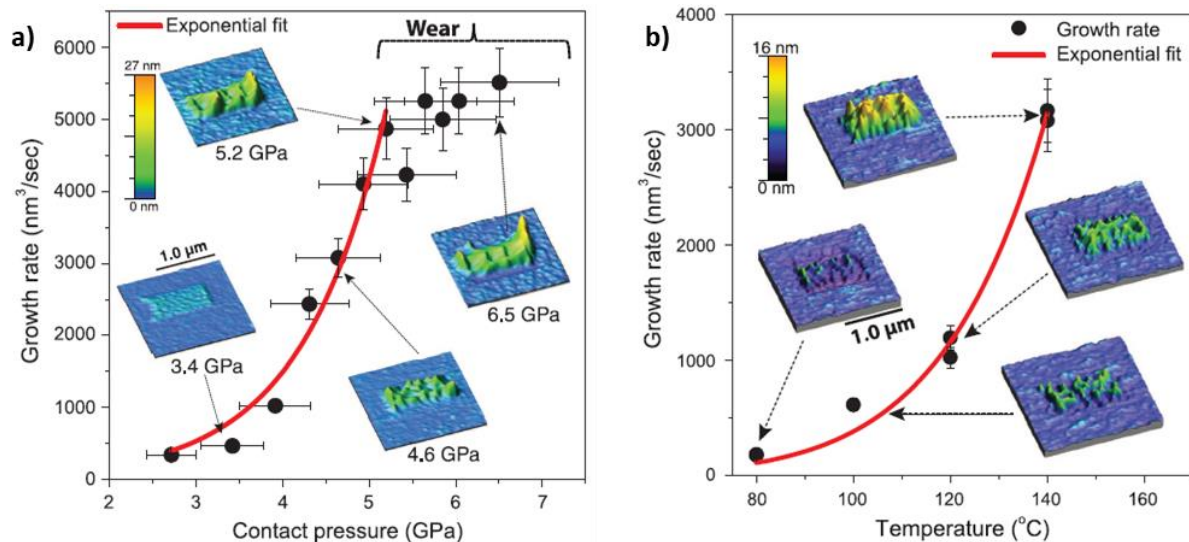 a)
Exponential fit
Wear
27 nm
0 nm
5.2 GPa
1.0 µm
3.4 GPa
4.6 GPa
6.5 GPa
6000
5000
4000
3000
2000
1000
0
Growth rate (nm³/sec)
2 3 4 5 6 7
Contact pressure (GPa)
b)
Growth rate
Exponential fit
16 nm
0 nm
1.0 µm
4000
3000
2000
1000
0
Growth rate (nm³/sec)
80 100 120 140 160
Temperature (°C)